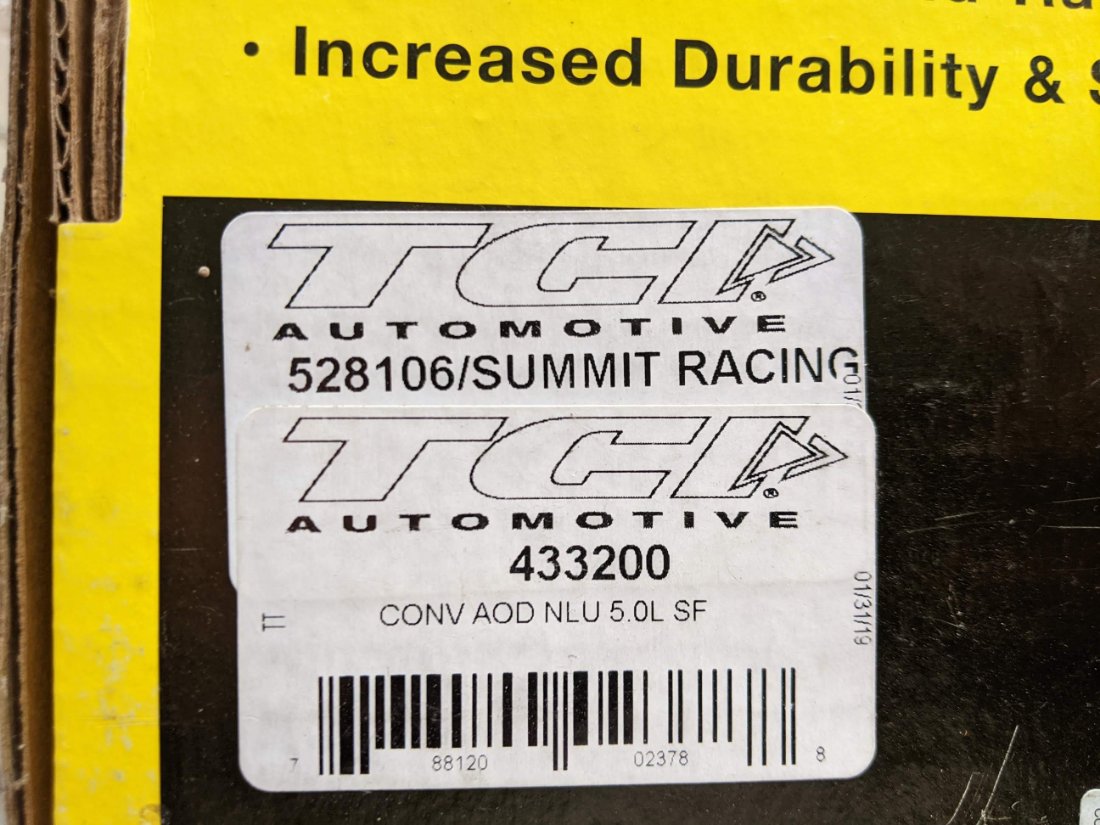 • Increased Durability &
TCI®
AUTOMOTIVE
528106/SUMMIT RACING
TCI®
AUTOMOTIVE
433200
01/31/19
TT
CONV AOD NLU 5.0L SF
7 88120 02378 8